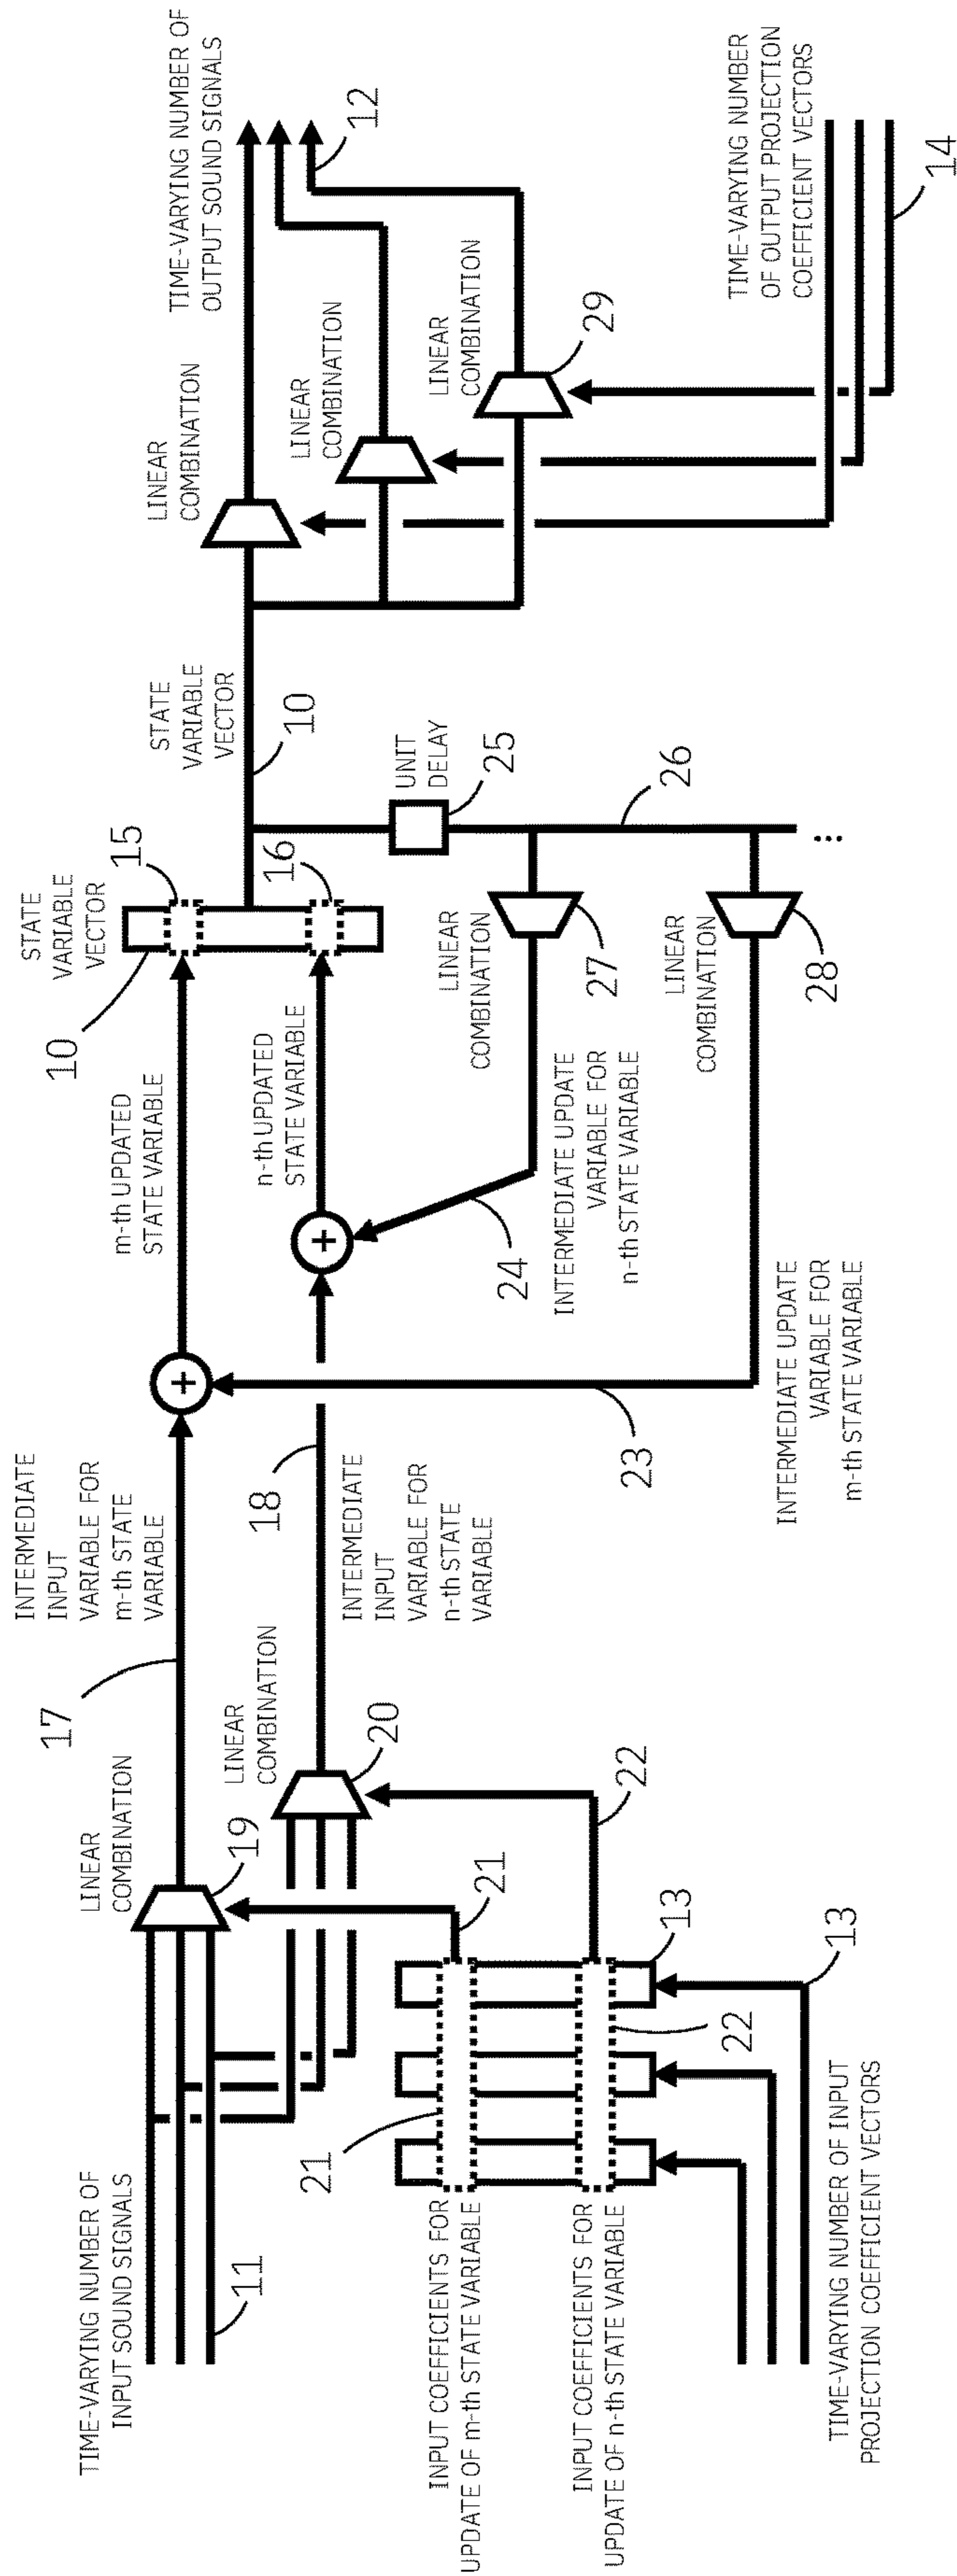 TIME-VARYING NUMBER OF
INPUT SOUND SIGNALS
11
LINEAR
COMBINATION
19
17
INTERMEDIATE
INPUT
VARIABLE FOR
m-th STATE
VARIABLE
m-th UPDATED
STATE VARIABLE
10
STATE
VARIABLE
VECTOR
15
16
STATE
VARIABLE
VECTOR
10
LINEAR
COMBINATION
TIME-VARYING NUMBER OF
OUTPUT SOUND SIGNALS
12
LINEAR
COMBINATION
20
18
INTERMEDIATE
INPUT
VARIABLE FOR
n-th STATE
VARIABLE
+
+
n-th UPDATED
STATE VARIABLE
UNIT
DELAY
25
26
LINEAR
COMBINATION
LINEAR
COMBINATION
29
LINEAR
COMBINATION
27
24
INTERMEDIATE UPDATE
VARIABLE FOR
n-th STATE VARIABLE
LINEAR
COMBINATION
28
23
INTERMEDIATE UPDATE
VARIABLE FOR
m-th STATE VARIABLE
TIME-VARYING NUMBER
OF OUTPUT PROJECTION
COEFFICIENT VECTORS
14
21
21
22
22
13
13
INPUT COEFFICIENTS FOR
UPDATE OF m-th STATE VARIABLE
INPUT COEFFICIENTS FOR
UPDATE OF n-th STATE VARIABLE
TIME-VARYING NUMBER OF INPUT
PROJECTION COEFFICIENT VECTORS